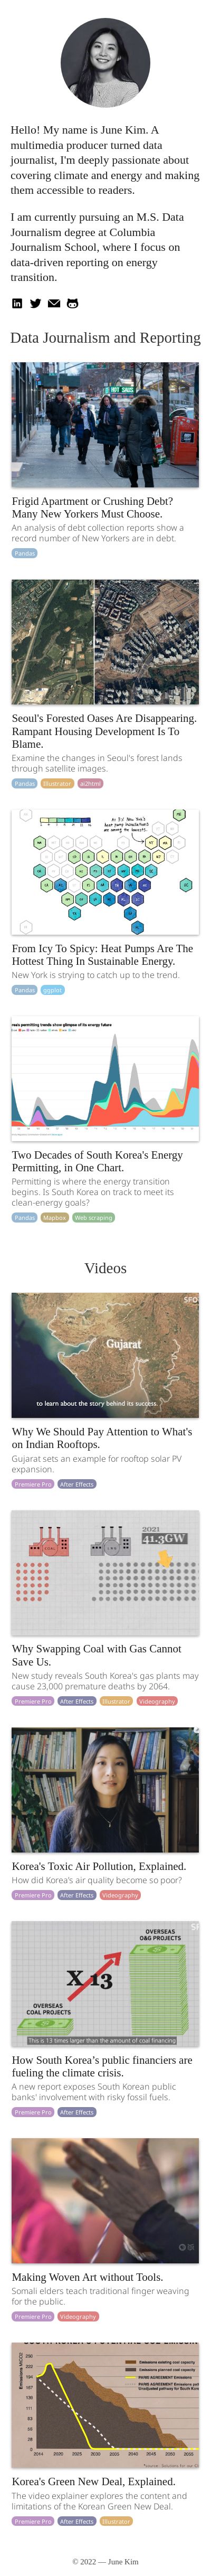 Hello! My name is June Kim. A
multimedia producer turned data
journalist, I'm deeply passionate about
covering climate and energy and making
them accessible to readers.
I am currently pursuing an M.S. Data
Journalism degree at Columbia
Journalism School, where I focus on
data-driven reporting on energy
transition.
Data Journalism and Reporting
Frigid Apartment or Crushing Debt?
Many New Yorkers Must Choose.
An analysis of debt collection reports show a
record number of New Yorkers are in debt.
Pandas
Seoul's Forested Oases Are Disappearing.
Rampant Housing Development Is To
Blame.
Examine the changes in Seoul's forest lands
through satellite images.
Pandas Illustrator ai2html
From Icy To Spicy: Heat Pumps Are The
Hottest Thing In Sustainable Energy.
New York is strying to catch up to the trend.
Pandas ggplot
Two Decades of South Korea's Energy
Permitting, in One Chart.
Permitting is where the energy transition
begins. Is South Korea on track to meet its
clean-energy goals?
Pandas Mapbox Web scraping
Videos
Gujarat
to learn about the story behind its success.
Why We Should Pay Attention to What's
on Indian Rooftops.
Gujarat sets an example for rooftop solar PV
expansion.
Premiere Pro After Effects
2021
41.3GW
Why Swapping Coal with Gas Cannot
Save Us.
New study reveals South Korea's gas plants may
cause 23,000 premature deaths by 2064.
Premiere Pro After Effects Illustrator Videography
Korea's Toxic Air Pollution, Explained.
How did Korea's air quality become so poor?
Premiere Pro After Effects Videography
OVERSEAS
O&G PROJECTS
X 13
OVERSEAS
COAL PROJECTS
This is 13 times larger than the amount of coal financing
How South Korea’s public financiers are
fueling the climate crisis.
A new report exposes South Korean public
banks' involvement with risky fossil fuels.
Premiere Pro After Effects
Making Woven Art without Tools.
Somali elders teach traditional finger weaving
for the public.
Premiere Pro Videography
Korea's Green New Deal, Explained.
The video explorers the content and
limitations of the Korean Green New Deal.
Premiere Pro After Effects Illustrator
© 2022 — June Kim